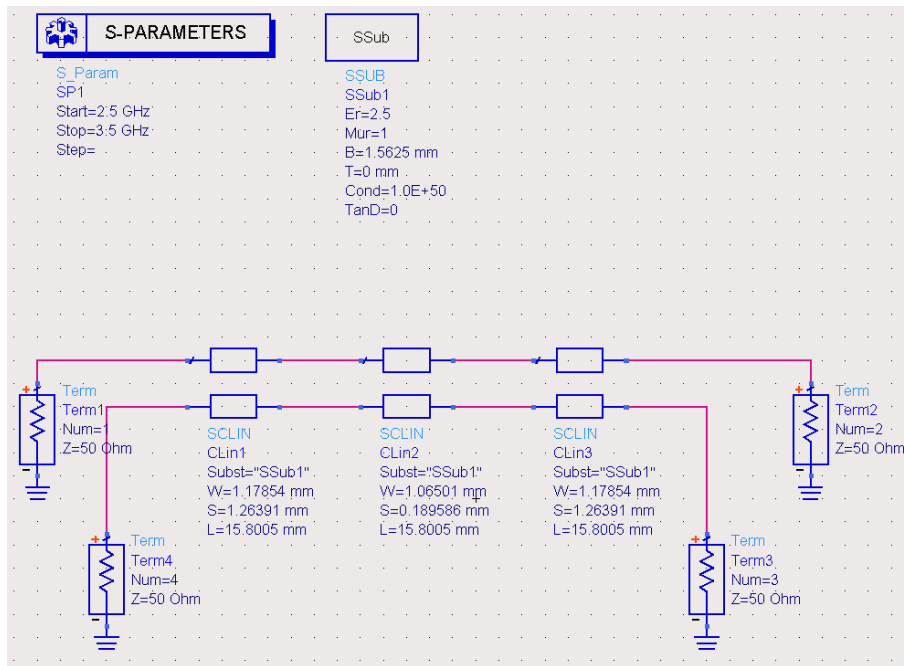 S-PARAMETERS
S_Param
SP1
Start=2.5 GHz
Stop=3.5 GHz
Step=
SSub
SSUB
SSub1
Er=2.5
Mur=1
B=1.5625 mm
T=0 mm
Cond=1.0E+50
TanD=0
+
Term
Term1
Num=1
Z=50 Ohm
-
SCLIN
CLin1
Subst="SSub1"
W=1.17854 mm
S=1.26391 mm
L=15.8005 mm
SCLIN
CLin2
Subst="SSub1"
W=1.06501 mm
S=0.189586 mm
L=15.8005 mm
SCLIN
CLin3
Subst="SSub1"
W=1.17854 mm
S=1.26391 mm
L=15.8005 mm
+
Term
Term2
Num=2
Z=50 Ohm
-
+
Term
Term4
Num=4
Z=50 Ohm
-
+
Term
Term3
Num=3
Z=50 Ohm
-